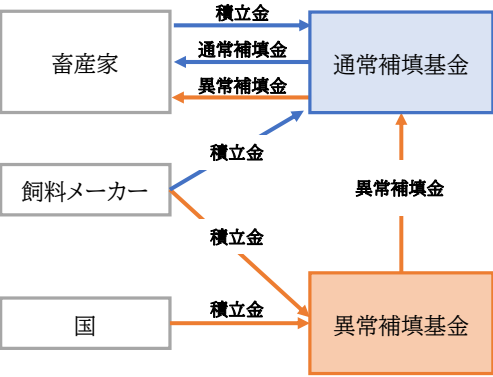 積立金
畜産家
通常補填金
通常補填基金
異常補填金
積立金
飼料メーカー
異常補填金
積立金
積立金
国
異常補填基金